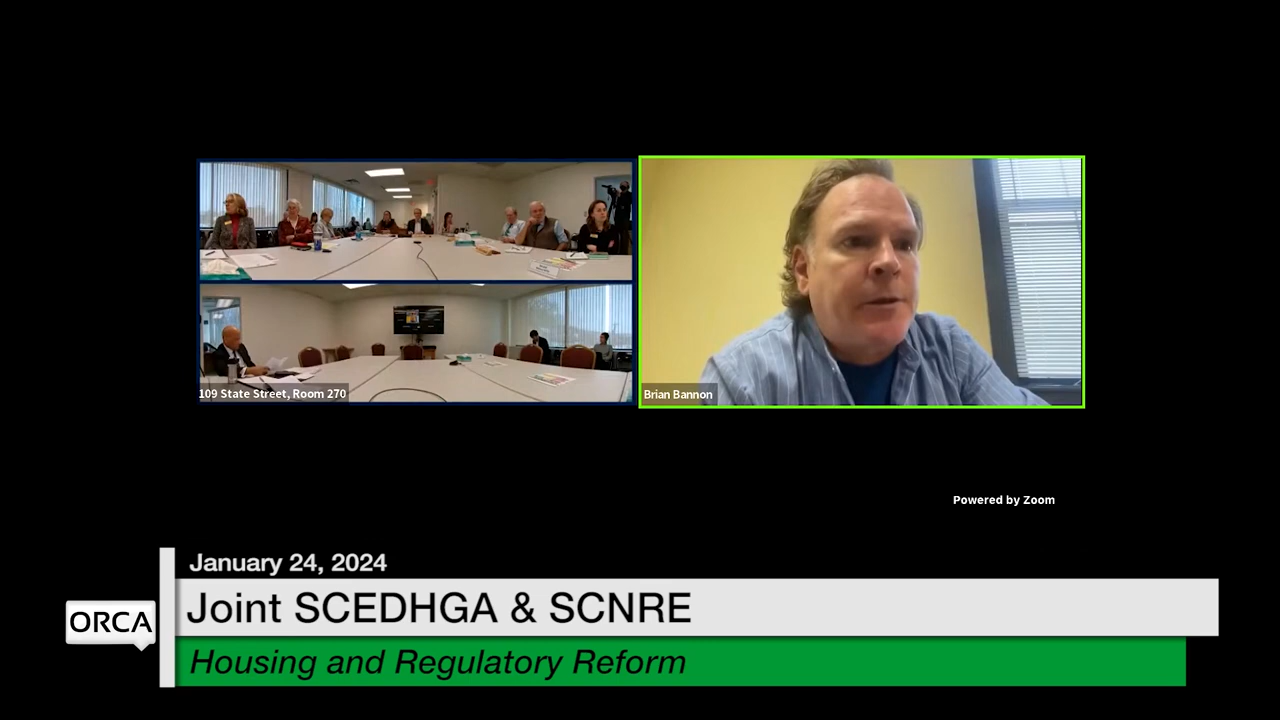 109 State Street, Room 270
Brian Bannon
Powered by Zoom
January 24, 2024
Joint SCEDHGA & SCNRE
ORCA
Housing and Regulatory Reform